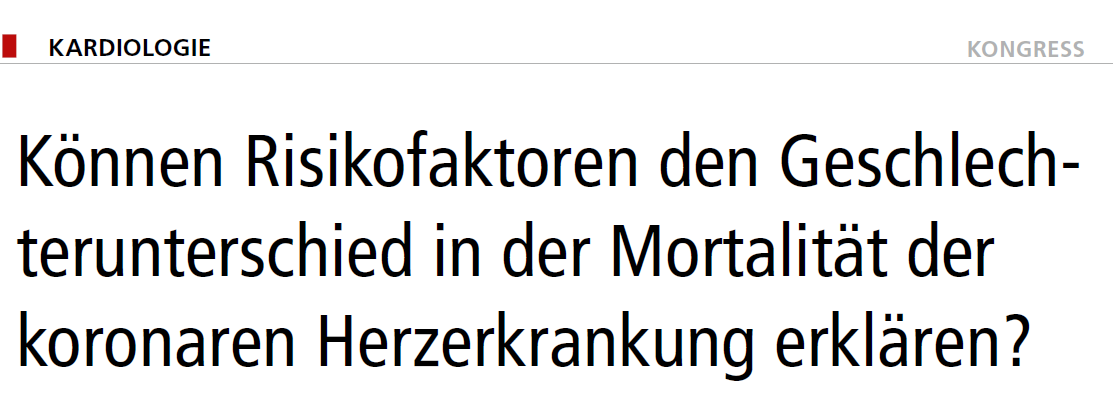 KARDIOLOGIE KONGRESS
Können Risikofaktoren den Geschlech-
terunterschied in der Mortalität der
koronaren Herzerkrankung erklären?